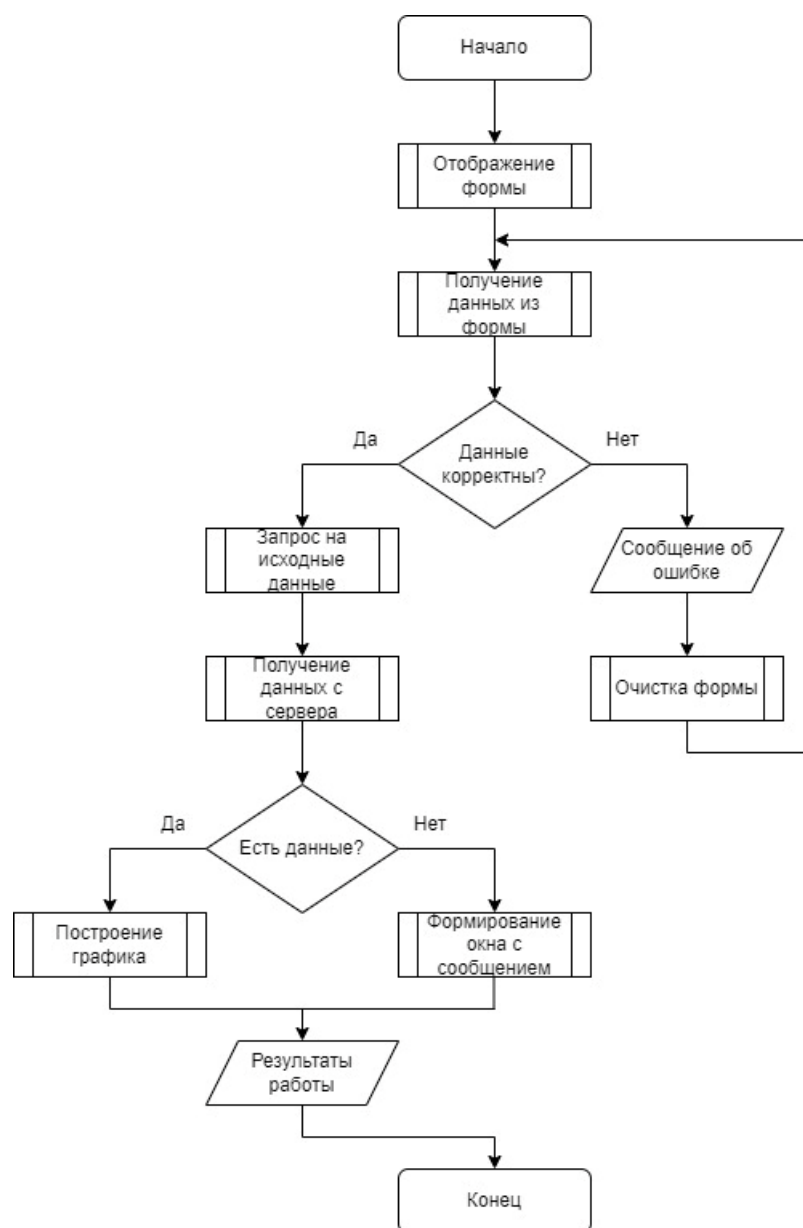 Начало
Отображение
формы
Получение
данных из
формы
Данные
корректны?
Да
Нет
Запрос на
исходные
данные
Сообщение об
ошибке
Получение
данных с
сервера
Очистка формы
Есть данные?
Да
Нет
Построение
графика
Формирование
окна с
сообщением
Результаты
работы
Конец